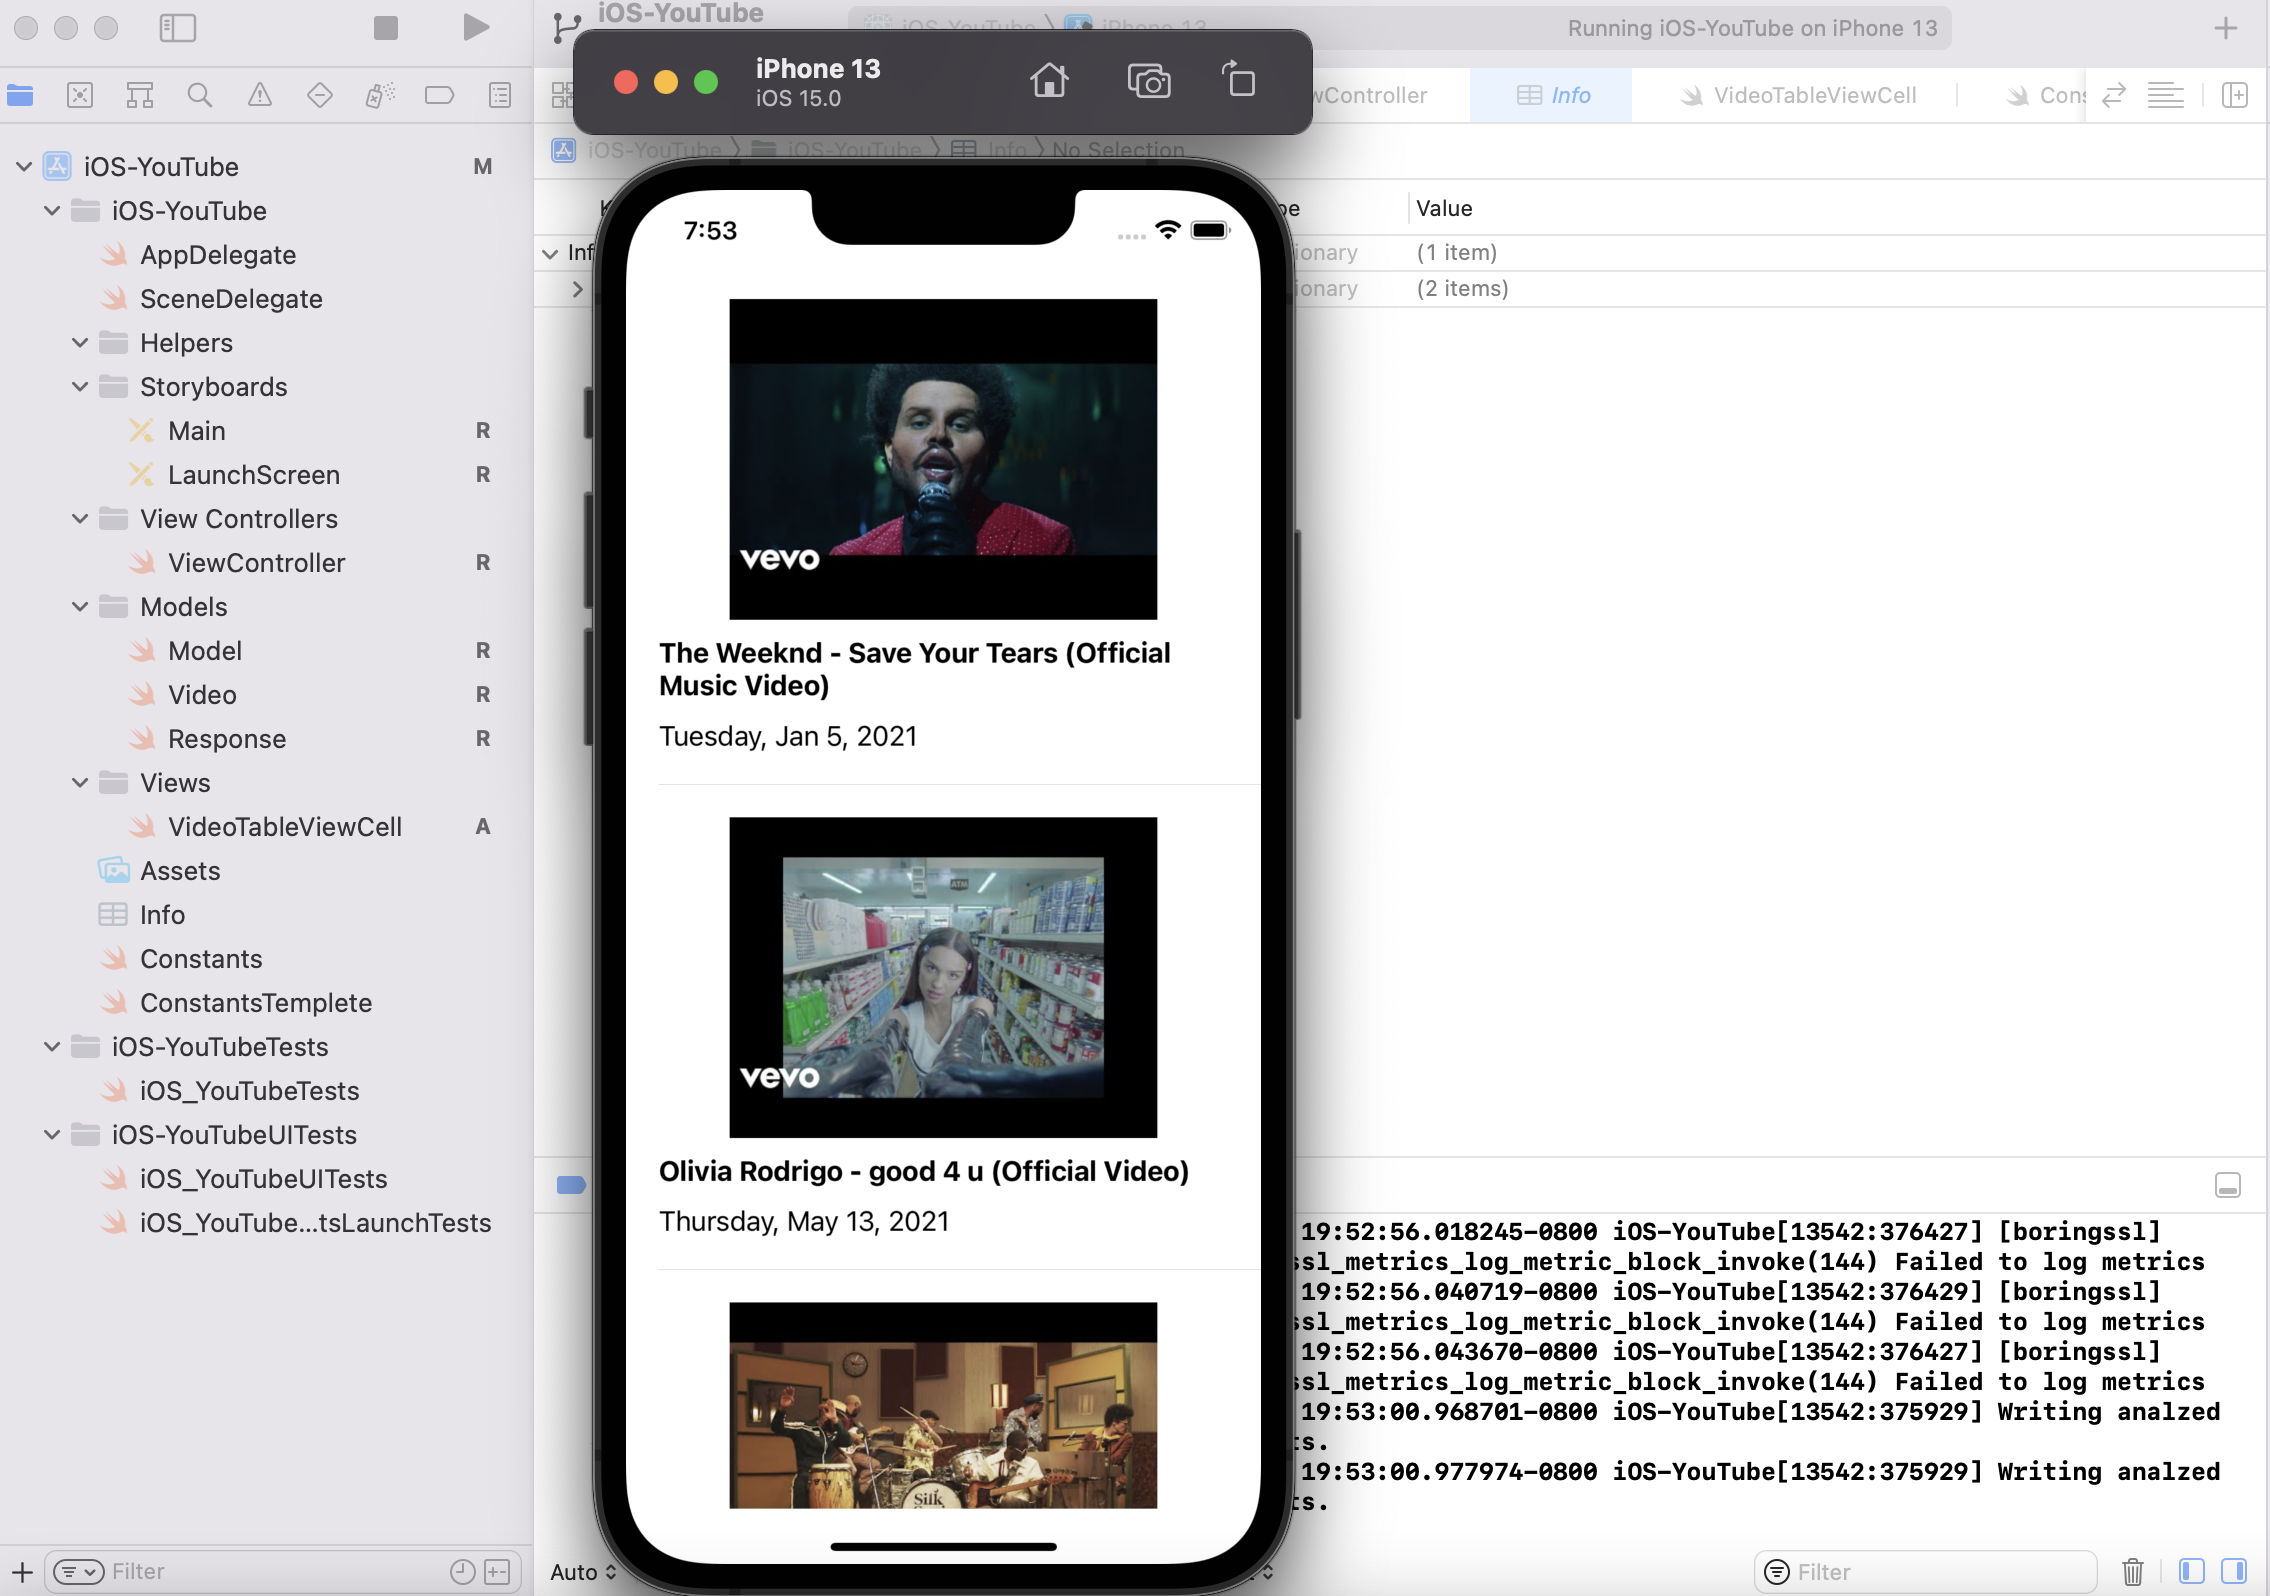 iOS-YouTube
iOS-YouTube
iPhone 13
Running iOS-YouTube on iPhone 13
iPhone 13
iOS 15.0
Info
VideoTableViewCell
iOS-YouTube
iOS-YouTube
Info
No Selection
Value
(1 item)
(2 items)
iOS-YouTube M
iOS-YouTube
AppDelegate
SceneDelegate
Helpers
Storyboards
Main R
LaunchScreen R
View Controllers
ViewController R
Models
Model R
Video R
Response R
Views
VideoTableViewCell A
Assets
Info
Constants
ConstantsTemplete
iOS-YouTubeTests
iOS_YouTubeTests
iOS-YouTubeUITests
iOS_YouTubeUITests
iOS_YouTube...tsLaunchTests
Filter
7:53
vevo
The Weeknd - Save Your Tears (Official
Music Video)
Tuesday, Jan 5, 2021
ATM
vevo
Olivia Rodrigo - good 4 u (Official Video)
Thursday, May 13, 2021
Silk
19:52:56.018245-0800 iOS-YouTube[13542:376427] [boringssl]
ssl_metrics_log_metric_block_invoke(144) Failed to log metrics
19:52:56.040719-0800 iOS-YouTube[13542:376429] [boringssl]
ssl_metrics_log_metric_block_invoke(144) Failed to log metrics
19:52:56.043670-0800 iOS-YouTube[13542:376427] [boringssl]
ssl_metrics_log_metric_block_invoke(144) Failed to log metrics
19:53:00.968701-0800 iOS-YouTube[13542:375929] Writing analzed
ts.
19:53:00.977974-0800 iOS-YouTube[13542:375929] Writing analzed
ts.
Auto
Filter